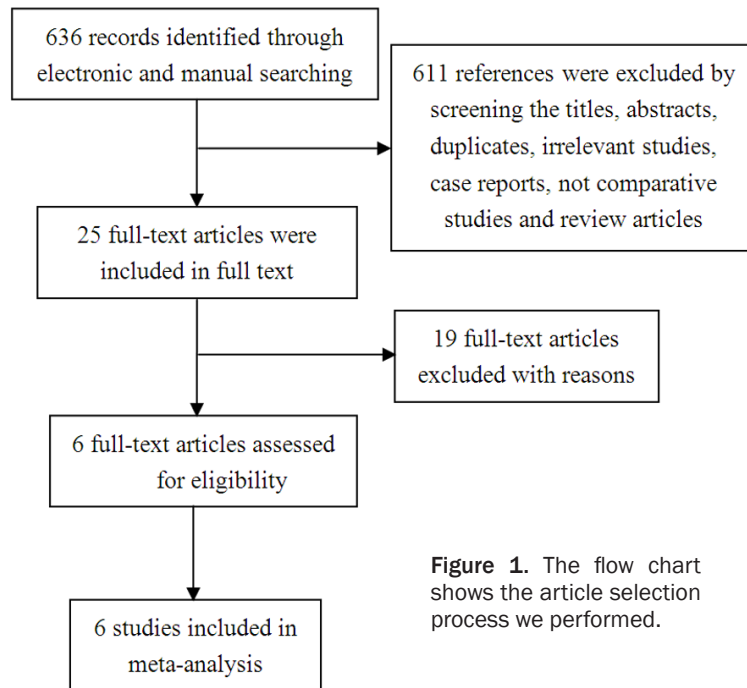 636 records identified through
electronic and manual searching
611 references were excluded by
screening the titles, abstracts,
duplicates, irrelevant studies,
case reports, not comparative
studies and review articles
25 full-text articles were
included in full text
19 full-text articles
excluded with reasons
6 full-text articles assessed
for eligibility
6 studies included in
meta-analysis
Figure 1. The flow chart
shows the article selection
process we performed.